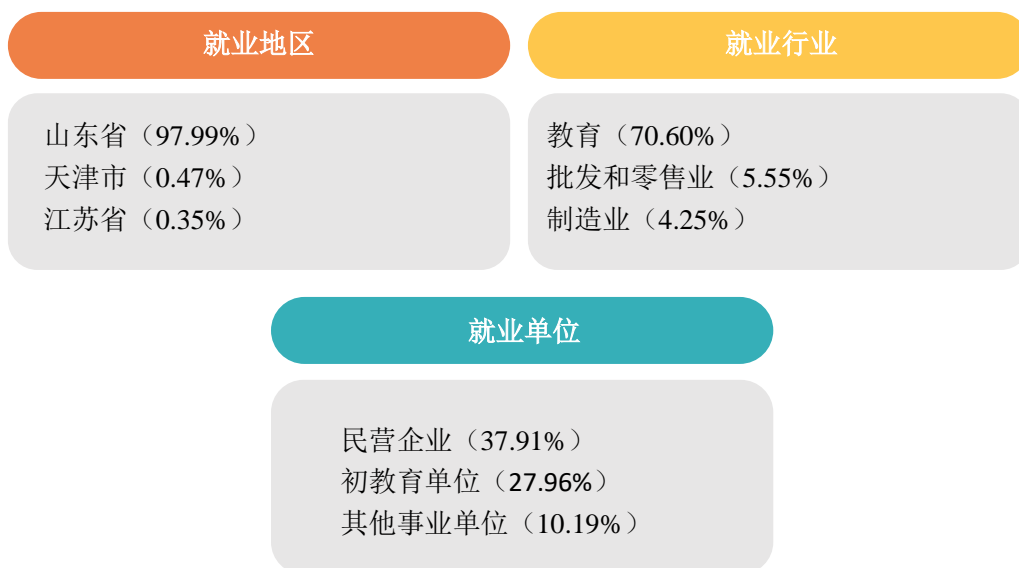 就业地区
山东省（97.99%）
天津市（0.47%）
江苏省（0.35%）
就业行业
教育（70.60%）
批发和零售业（5.55%）
制造业（4.25%）
就业单位
民营企业（37.91%）
初教育单位（27.96%）
其他事业单位（10.19%）